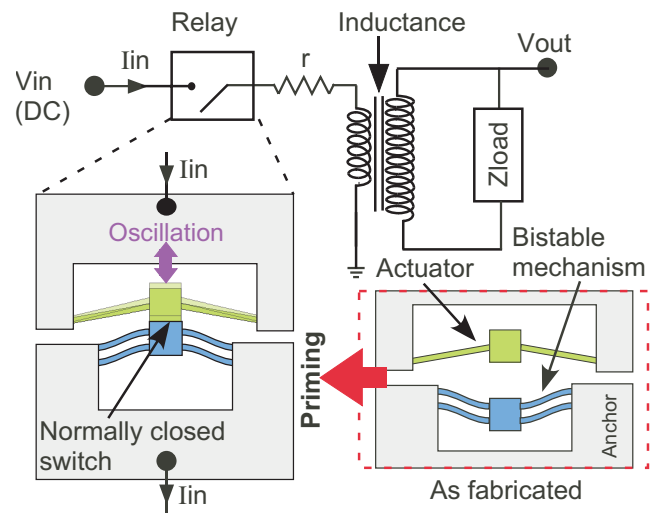 Relay
Inductance
Vout
Iin
r
Vin
(DC)
Zload
Iin
Oscillation
Bistable
mechanism
Actuator
Priming
Normally closed
switch
Anchor
As fabricated
Iin